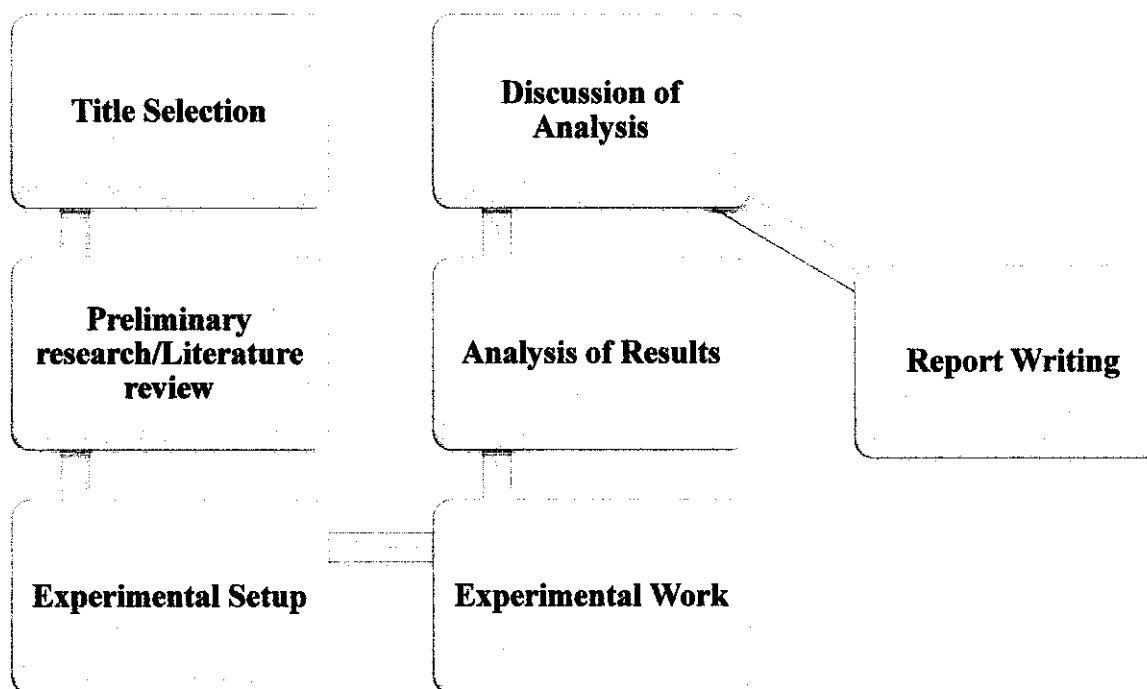 Title Selection
Preliminary
research/Literature
review
Experimental Setup
Experimental Work
Analysis of Results
Discussion of
Analysis
Report Writing